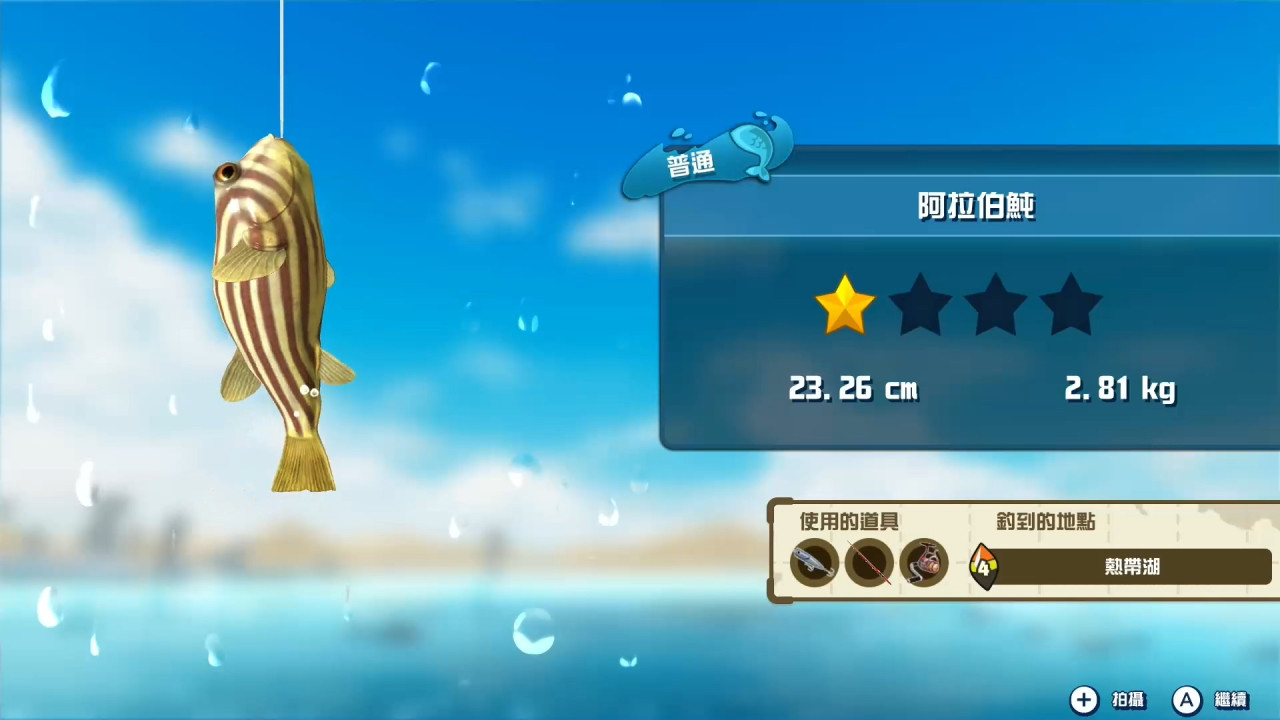 普通
阿拉伯魨
23.26 cm
2.81 kg
使用的道具
釣到的地點
4
熱帶湖
+ 拍攝
A 繼續